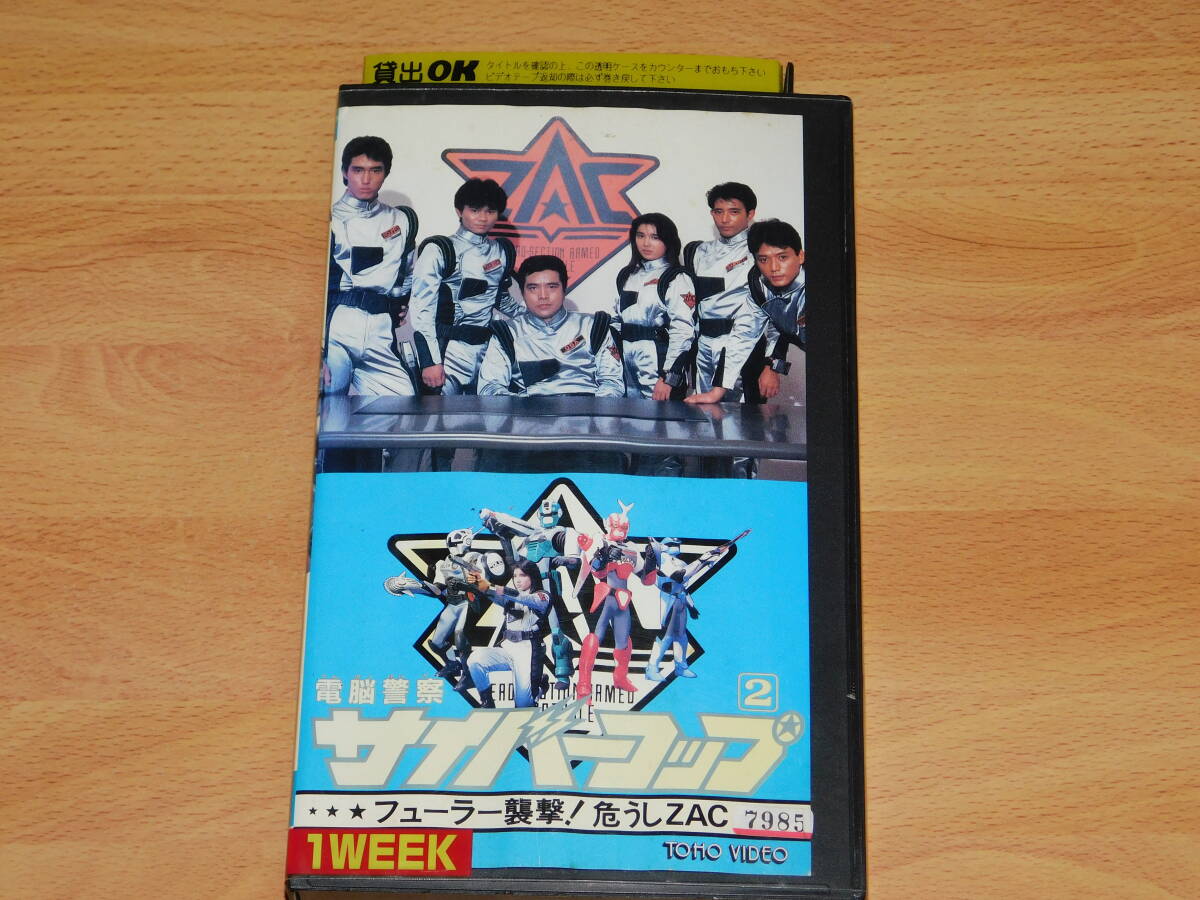 貸出OK
タイトルを確認の上、この透明ケースをカウンターまでおもち下さい
ビデオテープ返却の際は必ず巻き戻して下さい
ZAC
SECTION ARMED
電脳警察
2
サイバーコップ
★★★フューラー襲撃!危うしZAC
7985
1WEEK
TOHO VIDEO